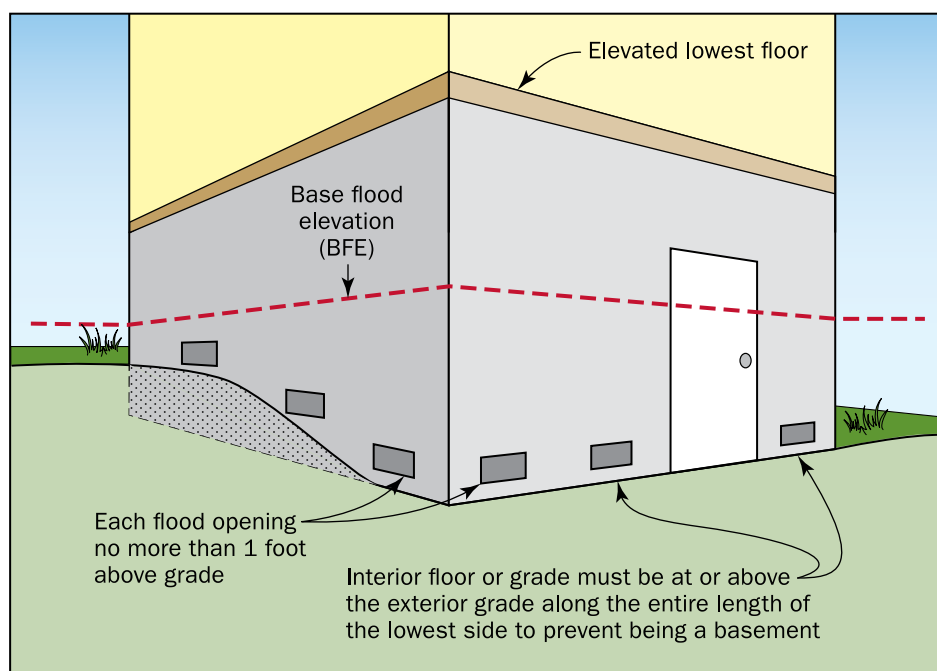 Elevated lowest floor
Base flood
elevation
(BFE)
Each flood opening
no more than 1 foot
above grade
Interior floor or grade must be at or above
the exterior grade along the entire length of
the lowest side to prevent being a basement